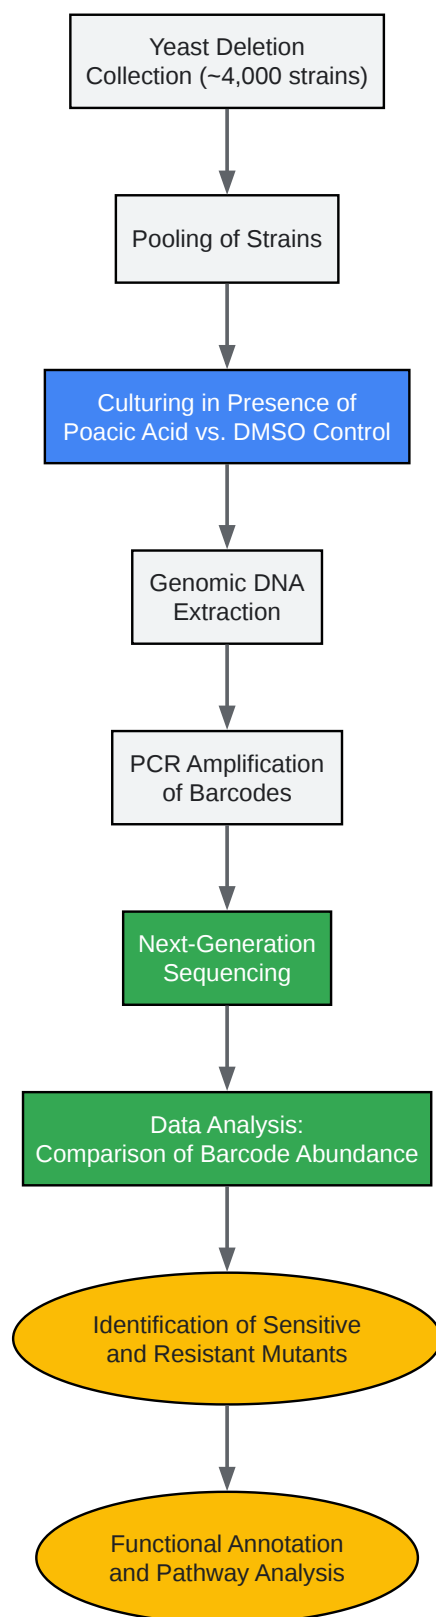 Yeast Deletion
Collection (~4,000 strains)
Pooling of Strains
Culturing in Presence of
Poacic Acid vs. DMSO Control
Genomic DNA
Extraction
PCR Amplification
of Barcodes
Next-Generation
Sequencing
Data Analysis:
Comparison of Barcode Abundance
Identification of Sensitive
and Resistant Mutants
Functional Annotation
and Pathway Analysis